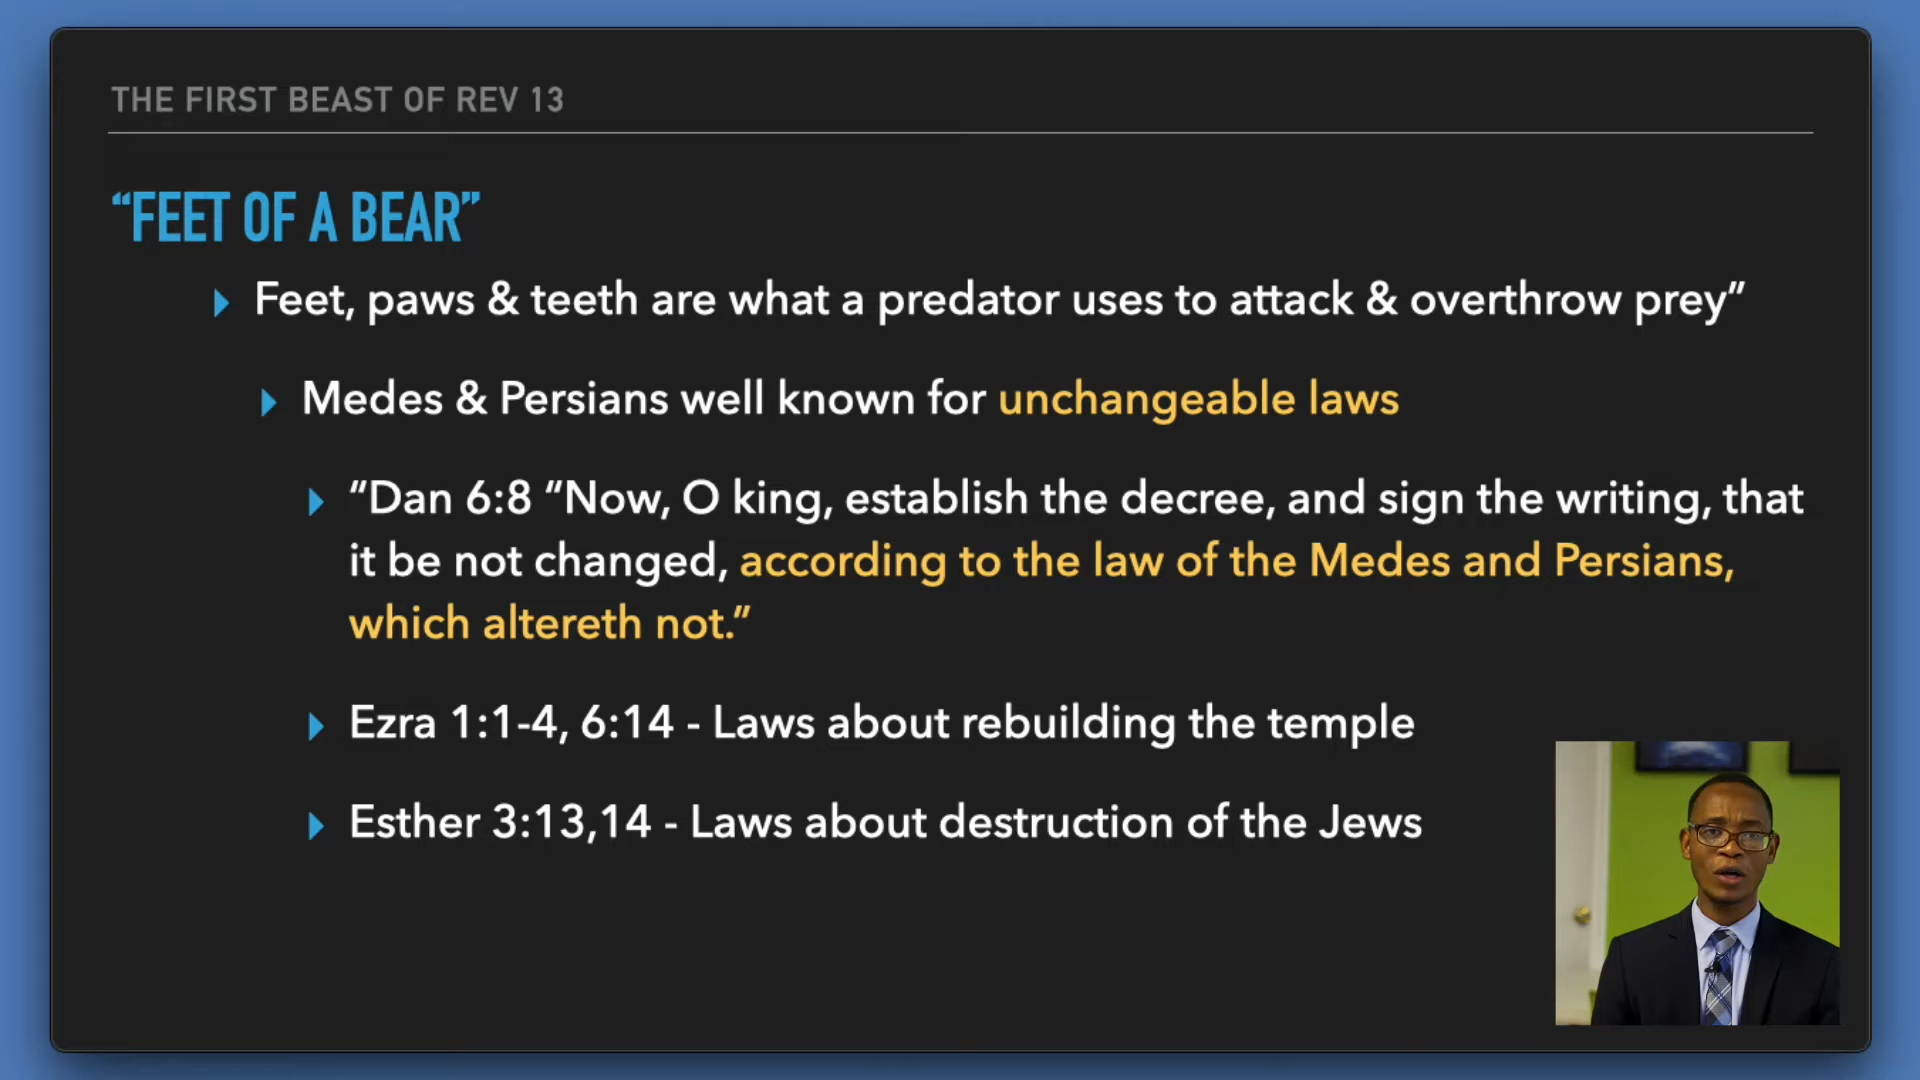 THE FIRST BEAST OF REV 13
“FEET OF A BEAR”
Feet, paws & teeth are what a predator uses to attack & overthrow prey”
Medes & Persians well known for unchangeable laws
“Dan 6:8 “Now, O king, establish the decree, and sign the writing, that
it be not changed, according to the law of the Medes and Persians,
which altereth not.”
Ezra 1:1-4, 6:14 - Laws about rebuilding the temple
Esther 3:13,14 - Laws about destruction of the Jews